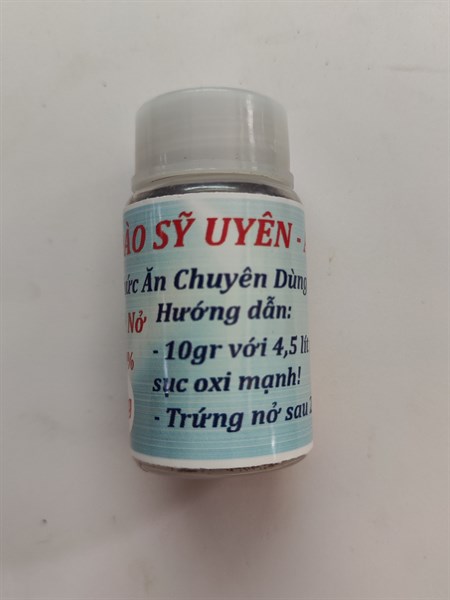 ÀO SỸ UYÊN -
ức Ăn Chuyên Dùng
Nở
Hướng dẫn:
%
- 10gr với 4,5 lít
sục oxi mạnh!
g
- Trứng nở sau